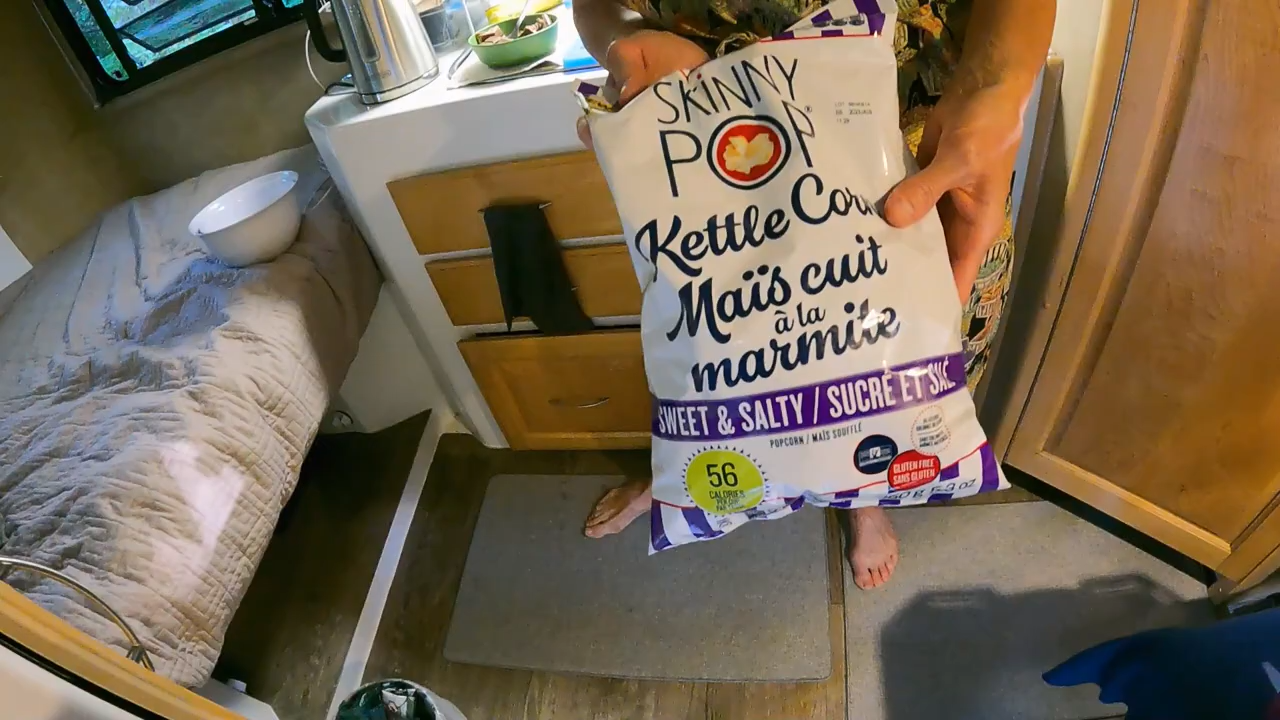 SKINNY
POP
Kettle Corn
Maïs cuit
à la
marmite
SWEET & SALTY / SUCRÉ ET SALÉ
POPCORN / MAÏS SOUFFLÉ
56
CALORIES
GLUTEN FREE
SANS GLUTEN